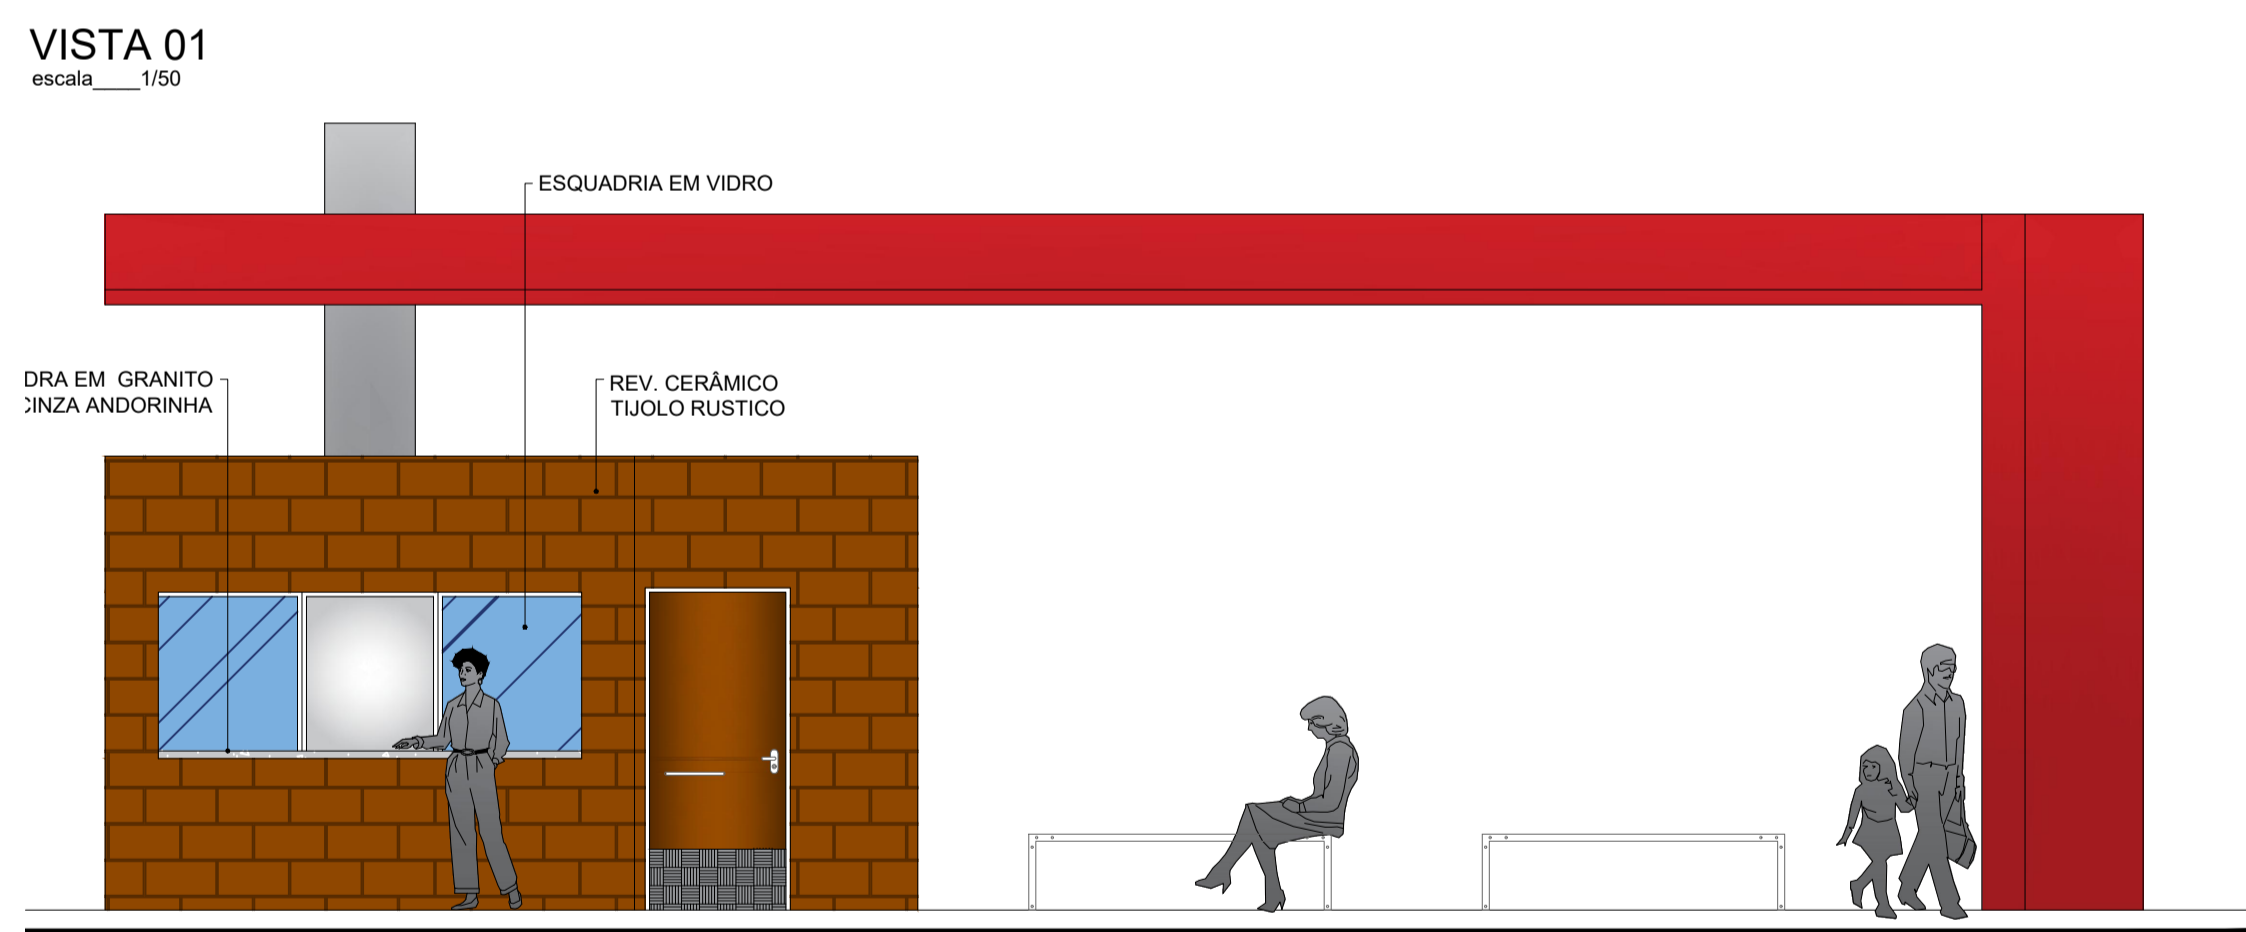 VISTA 01
escala____1/50
ESQUADRIA EM VIDRO
DRA EM GRANITO
CINZA ANDORINHA
REV. CERÂMICO
TIJOLO RUSTICO